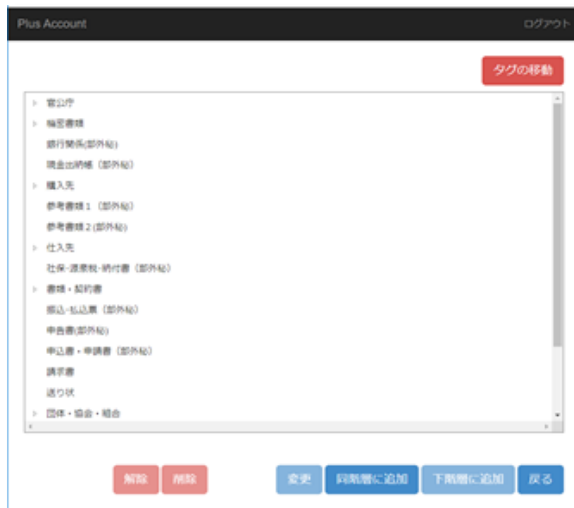 Plus Account ログアウト
タグの移動
官公庁
機密書類
銀行関係(部外秘)
現金出納帳（部外秘）
購入先
参考書類１（部外秘）
参考書類２(部外秘)
仕入先
社保-源泉税-納付書（部外秘）
書類・契約書
振込-払込票（部外秘）
申告書(部外秘)
申込書・申請書（部外秘）
請求書
送り状
団体・協会・組合
解除 削除 変更 同階層に追加 下階層に追加 戻る